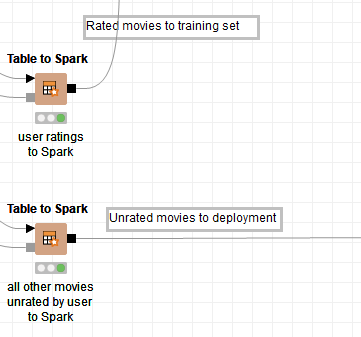 Rated movies to training set
Table to Spark
user ratings
to Spark
Table to Spark
Unrated movies to deployment
all other movies
unrated by user
to Spark